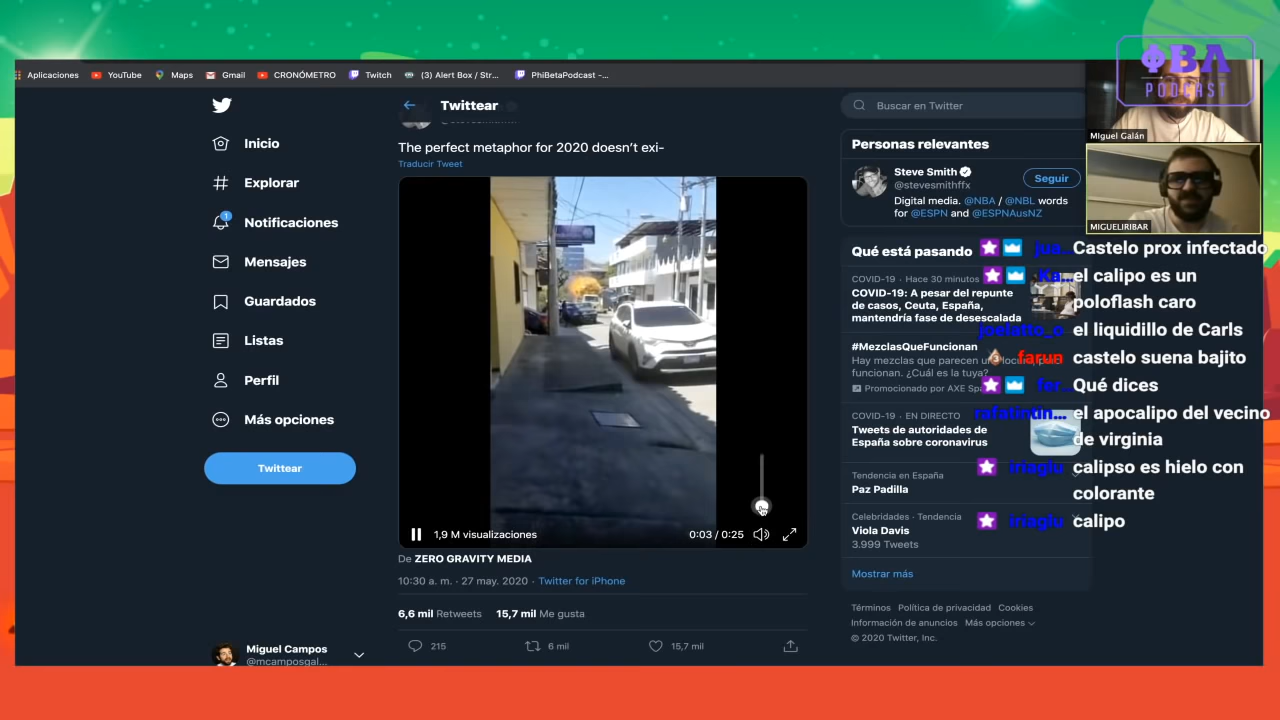 Aplicaciones
YouTube
Maps
Gmail
CRONÓMETRO
Twitch
(3) Alert Box / Str...
PhiBetaPodcast -...
ΦBA
PODCAST
Miguel Galán
MIGUELIRIBAR
Inicio
Explorar
1
Notificaciones
Mensajes
Guardados
Listas
Perfil
Más opciones
Twittear
Miguel Campos
@mcamposgal...
Twittear
The perfect metaphor for 2020 doesn't exi-
Traducir Tweet
1,9 M visualizaciones
0:03 / 0:25
De ZERO GRAVITY MEDIA
10:30 a. m. · 27 may. 2020 · Twitter for iPhone
6,6 mil Retweets 15,7 mil Me gusta
215
6 mil
15,7 mil
Buscar en Twitter
Personas relevantes
Steve Smith
@stevesmithffx
Seguir
Digital media. @NBA / @NBL words
for @ESPN and @ESPNAusNZ
Qué está pasando
COVID-19 · Hace 30 minutos
COVID-19: A pesar del repunte
de casos, Ceuta, España,
mantendría fase de desescalada
#MezclasQueFuncionan
Hay mezclas que parecen un
funcionan. ¿Cuál es la tuya?
Promocionado por AXE
COVID-19 · EN DIRECTO
Tweets de autoridades de
España sobre coronavirus
Tendencia en España
Paz Padilla
Celebridades · Tendencia
Viola Davis
3.999 Tweets
Mostrar más
Términos Política de privacidad Cookies
Información de anuncios Más opciones
© 2020 Twitter, Inc.
jua... Castelo prox infectado
Ka... el calipo es un
poloflash caro
joelatto_o el liquidillo de Carls
farun castelo suena bajito
fer... Qué dices
rafatintin... el apocalipo del vecino
de virginia
iriaglu calipso es hielo con
colorante
iriaglu calipo